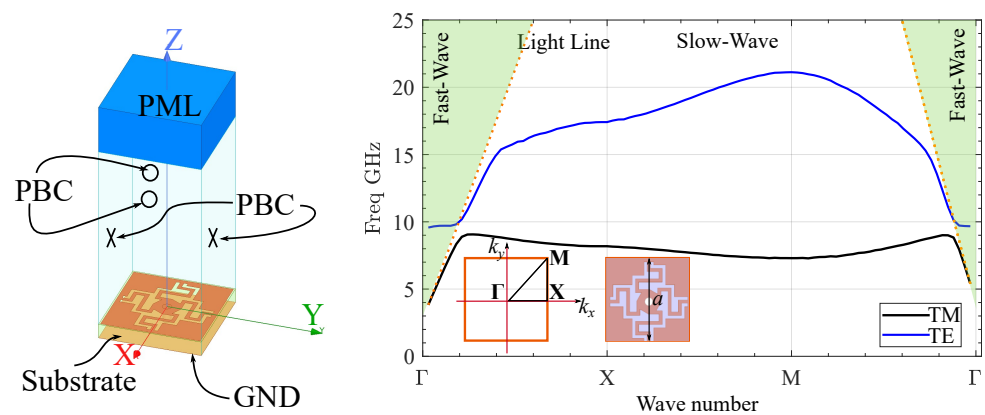 Z
PML
PBC
PBC
Y
X
Substrate
GND
25
20
15
10
5
0
Freq GHz
Fast-Wave
Light Line
Slow-Wave
Fast-Wave
k_y
M
Γ
X
k_x
a
TM
TE
Γ
X
M
Γ
Wave number